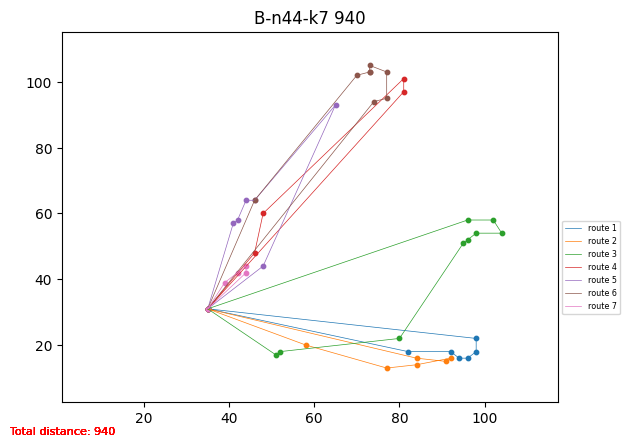 B-n44-k7 940
100
80
60
40
20
20
40
60
80
100
route 1
route 2
route 3
route 4
route 5
route 6
route 7
Total distance: 940